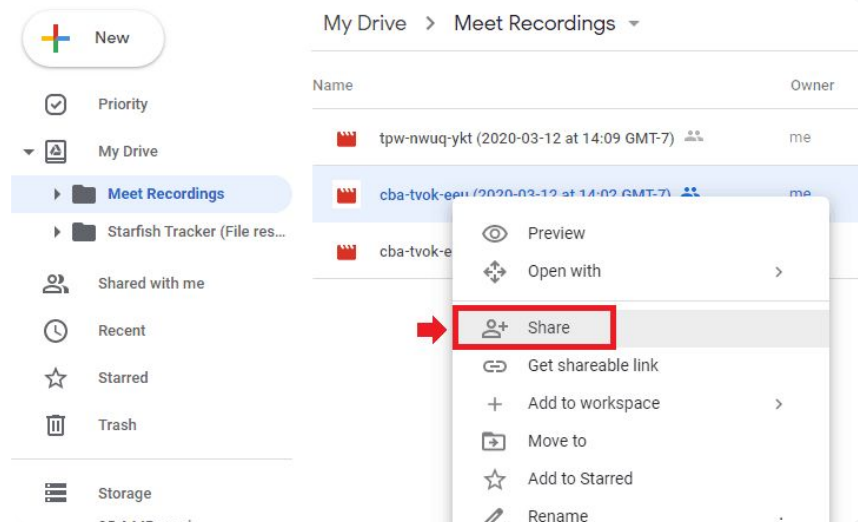 New
Priority
My Drive
Meet Recordings
Starfish Tracker (File res...
Shared with me
Recent
Starred
Trash
Storage
My Drive > Meet Recordings
Name Owner
tpw-nwuq-ykt (2020-03-12 at 14:09 GMT-7) me
cba-tvok-eeu (2020-03-12 at 14:02 GMT-7) me
cba-tvok-e
Preview
Open with
Share
Get shareable link
Add to workspace
Move to
Add to Starred
Rename